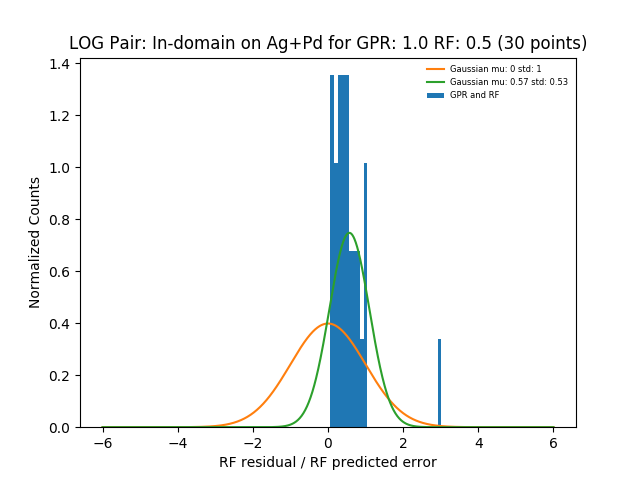 LOG Pair: In-domain on Ag+Pd for GPR: 1.0 RF: 0.5 (30 points)
Gaussian mu: 0 std: 1
Gaussian mu: 0.57 std: 0.53
GPR and RF
Normalized Counts
1.4
1.2
1.0
0.8
0.6
0.4
0.2
0.0
−6 −4 −2 0 2 4 6
RF residual / RF predicted error